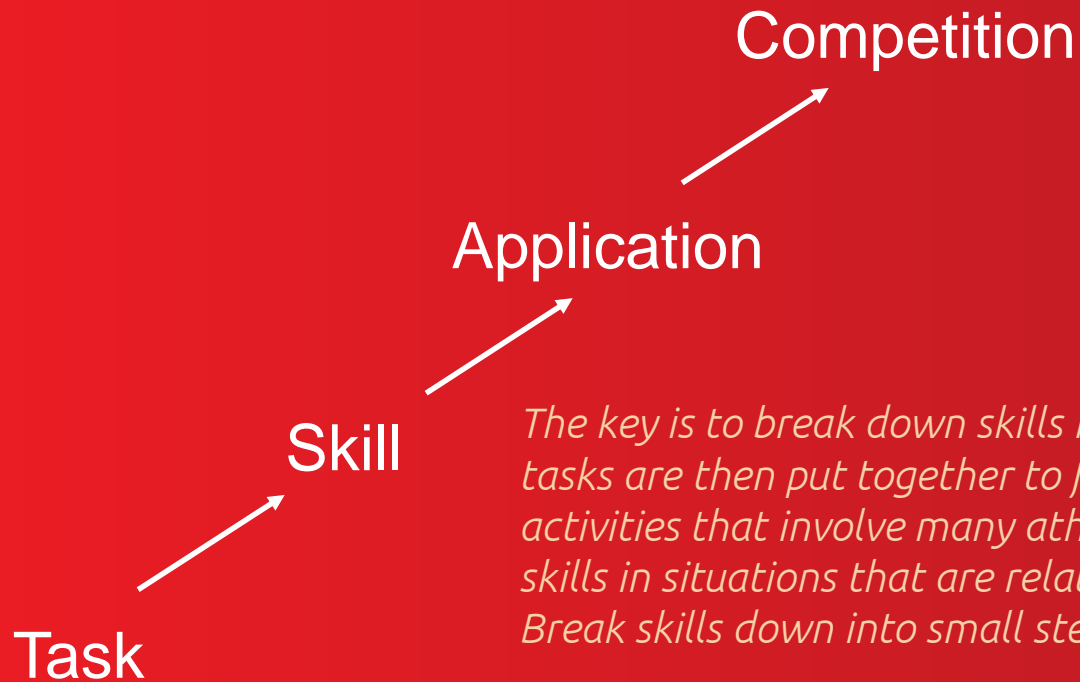 Competition
Application
Skill
The key is to break down skills
tasks are then put together to
activities that involve many
skills in situations that are
Break skills down into small
Task